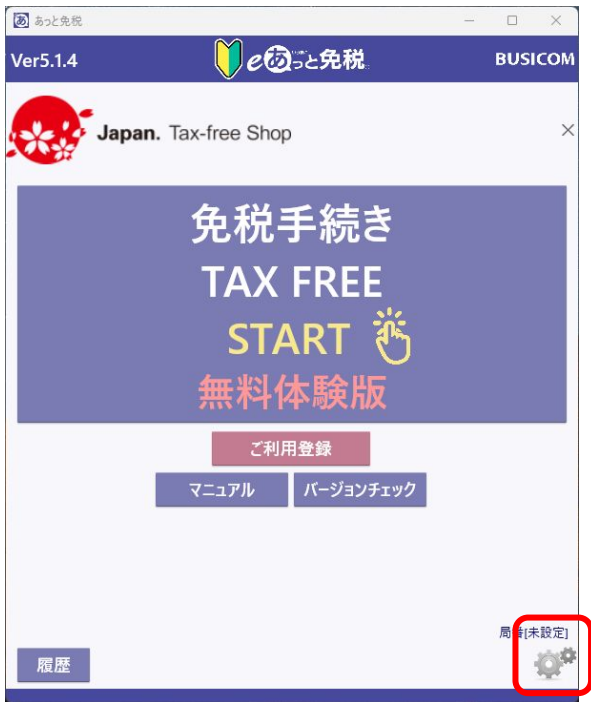 あっと免税
Ver5.1.4
eあっと免税
BUSICOM
Japan. Tax-free Shop
免税手続き
TAX FREE
START
無料体験版
ご利用登録
マニュアル
バージョンチェック
[未設定]
履歴